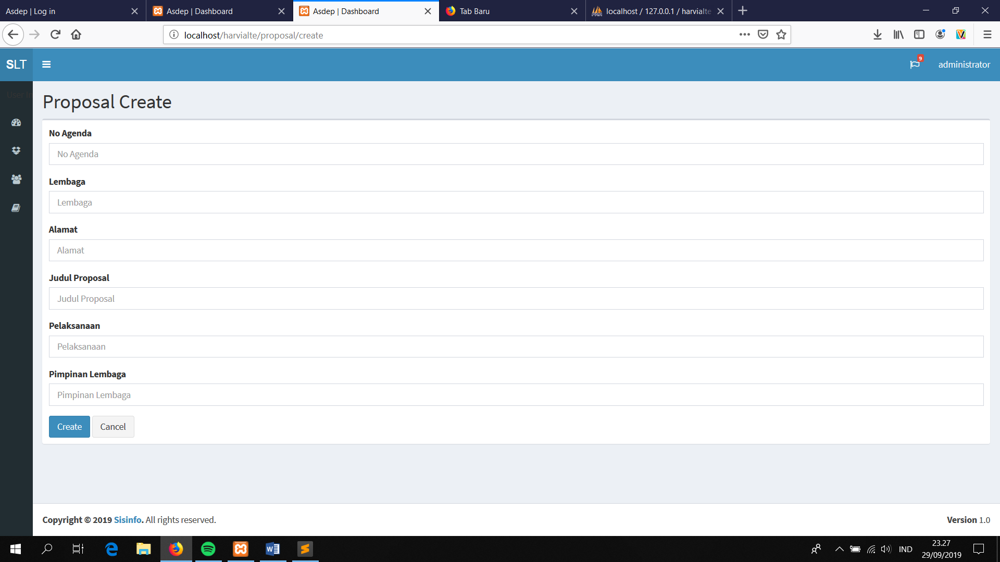 Asdep | Log in
Asdep | Dashboard
Asdep | Dashboard
Tab Baru
localhost / 127.0.0.1 / harvialte
localhost/harvialte/proposal/create
SLT
9
administrator
User
Proposal Create
No Agenda
No Agenda
Lembaga
Lembaga
Alamat
Alamat
Judul Proposal
Judul Proposal
Pelaksanaan
Pelaksanaan
Pimpinan Lembaga
Pimpinan Lembaga
Create Cancel
Copyright © 2019 Sisinfo. All rights reserved.
Version 1.0
IND
23.27
29/09/2019